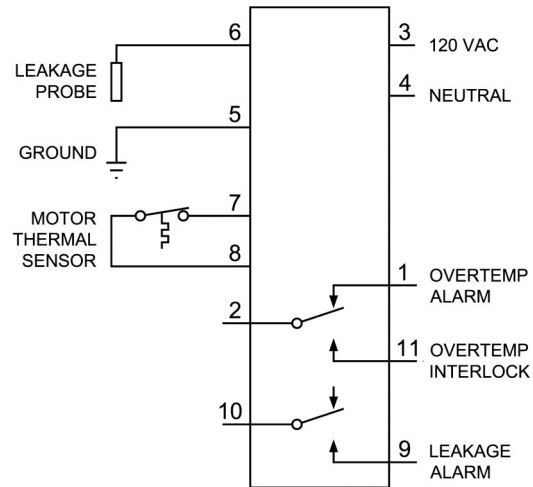 6
LEAKAGE
PROBE
5
GROUND
7
MOTOR
THERMAL
SENSOR
8
2
10
3 120 VAC
4 NEUTRAL
1 OVERTEMP
ALARM
11 OVERTEMP
INTERLOCK
9 LEAKAGE
ALARM